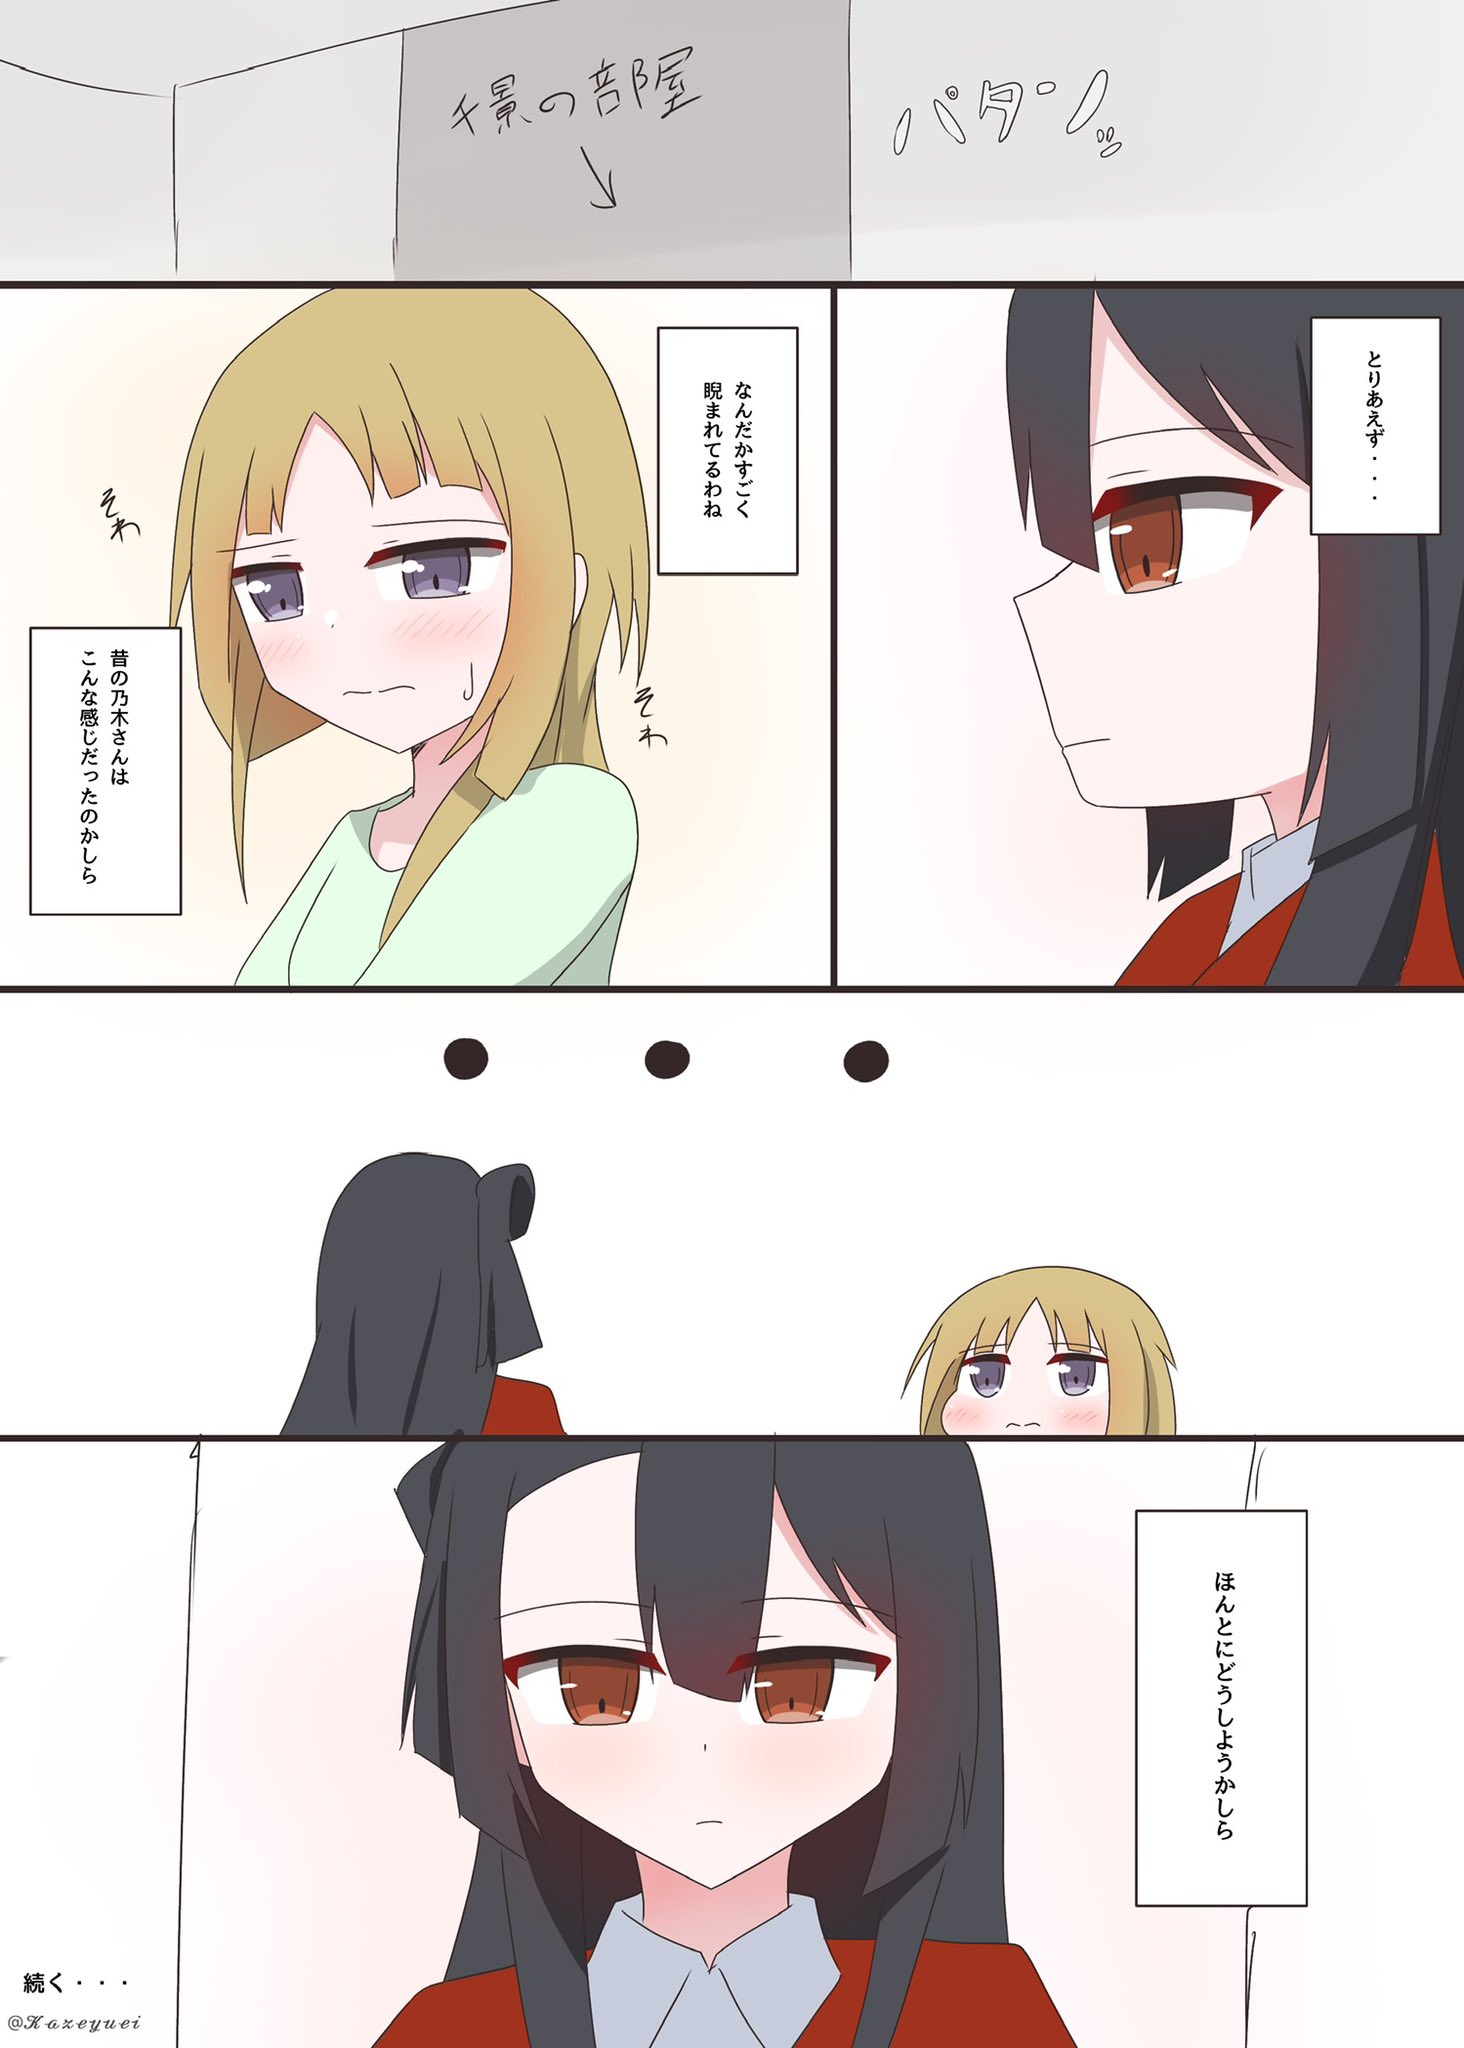 千景の部屋
パタンッ
とりあえず・・・
なんだかすごく
睨まれてるわね
そわ
そわ
昔の乃木さんは
こんな感じだったのかしら
ほんとにどうしようかしら
続く・・・
@Kazeyuei